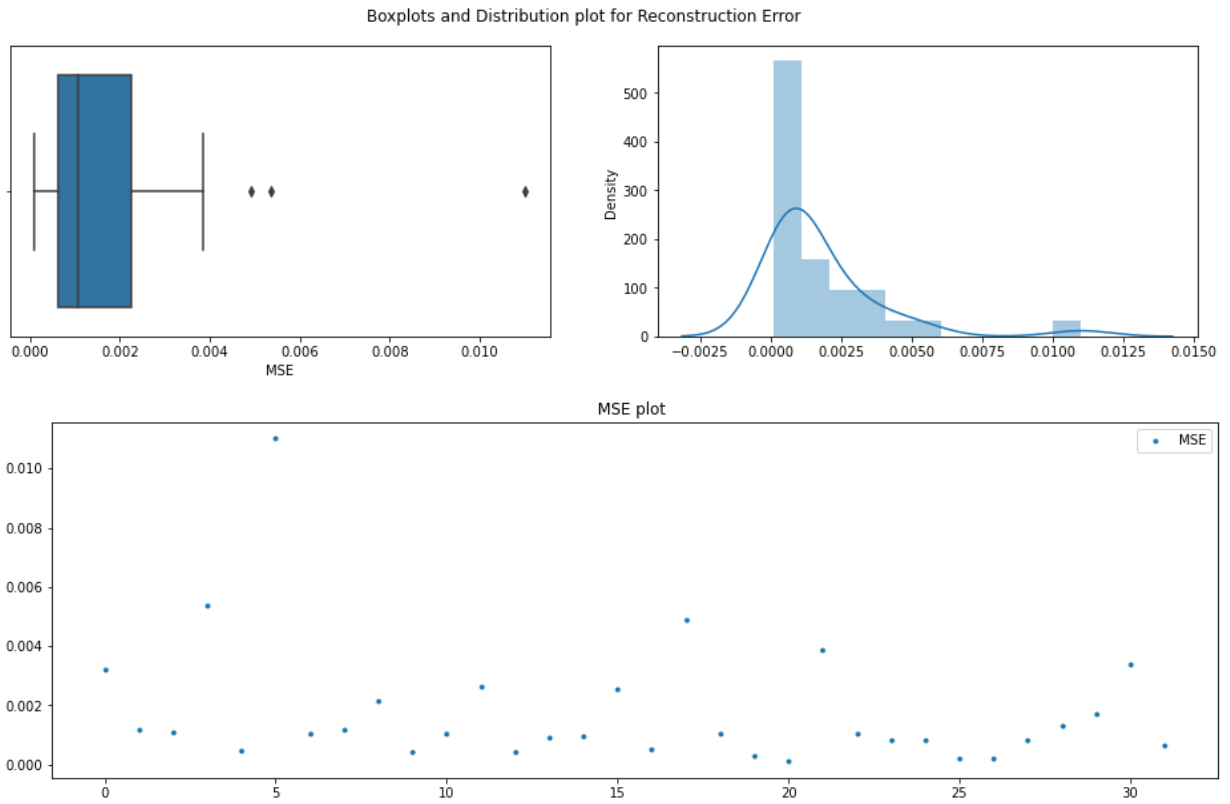 Boxplots and Distribution plot for Reconstruction Error
0.000 0.002 0.004 0.006 0.008 0.010
MSE
500
400
300
200
100
0
Density
−0.0025 0.0000 0.0025 0.0050 0.0075 0.0100 0.0125 0.0150
MSE plot
MSE
0.010
0.008
0.006
0.004
0.002
0.000
0 5 10 15 20 25 30